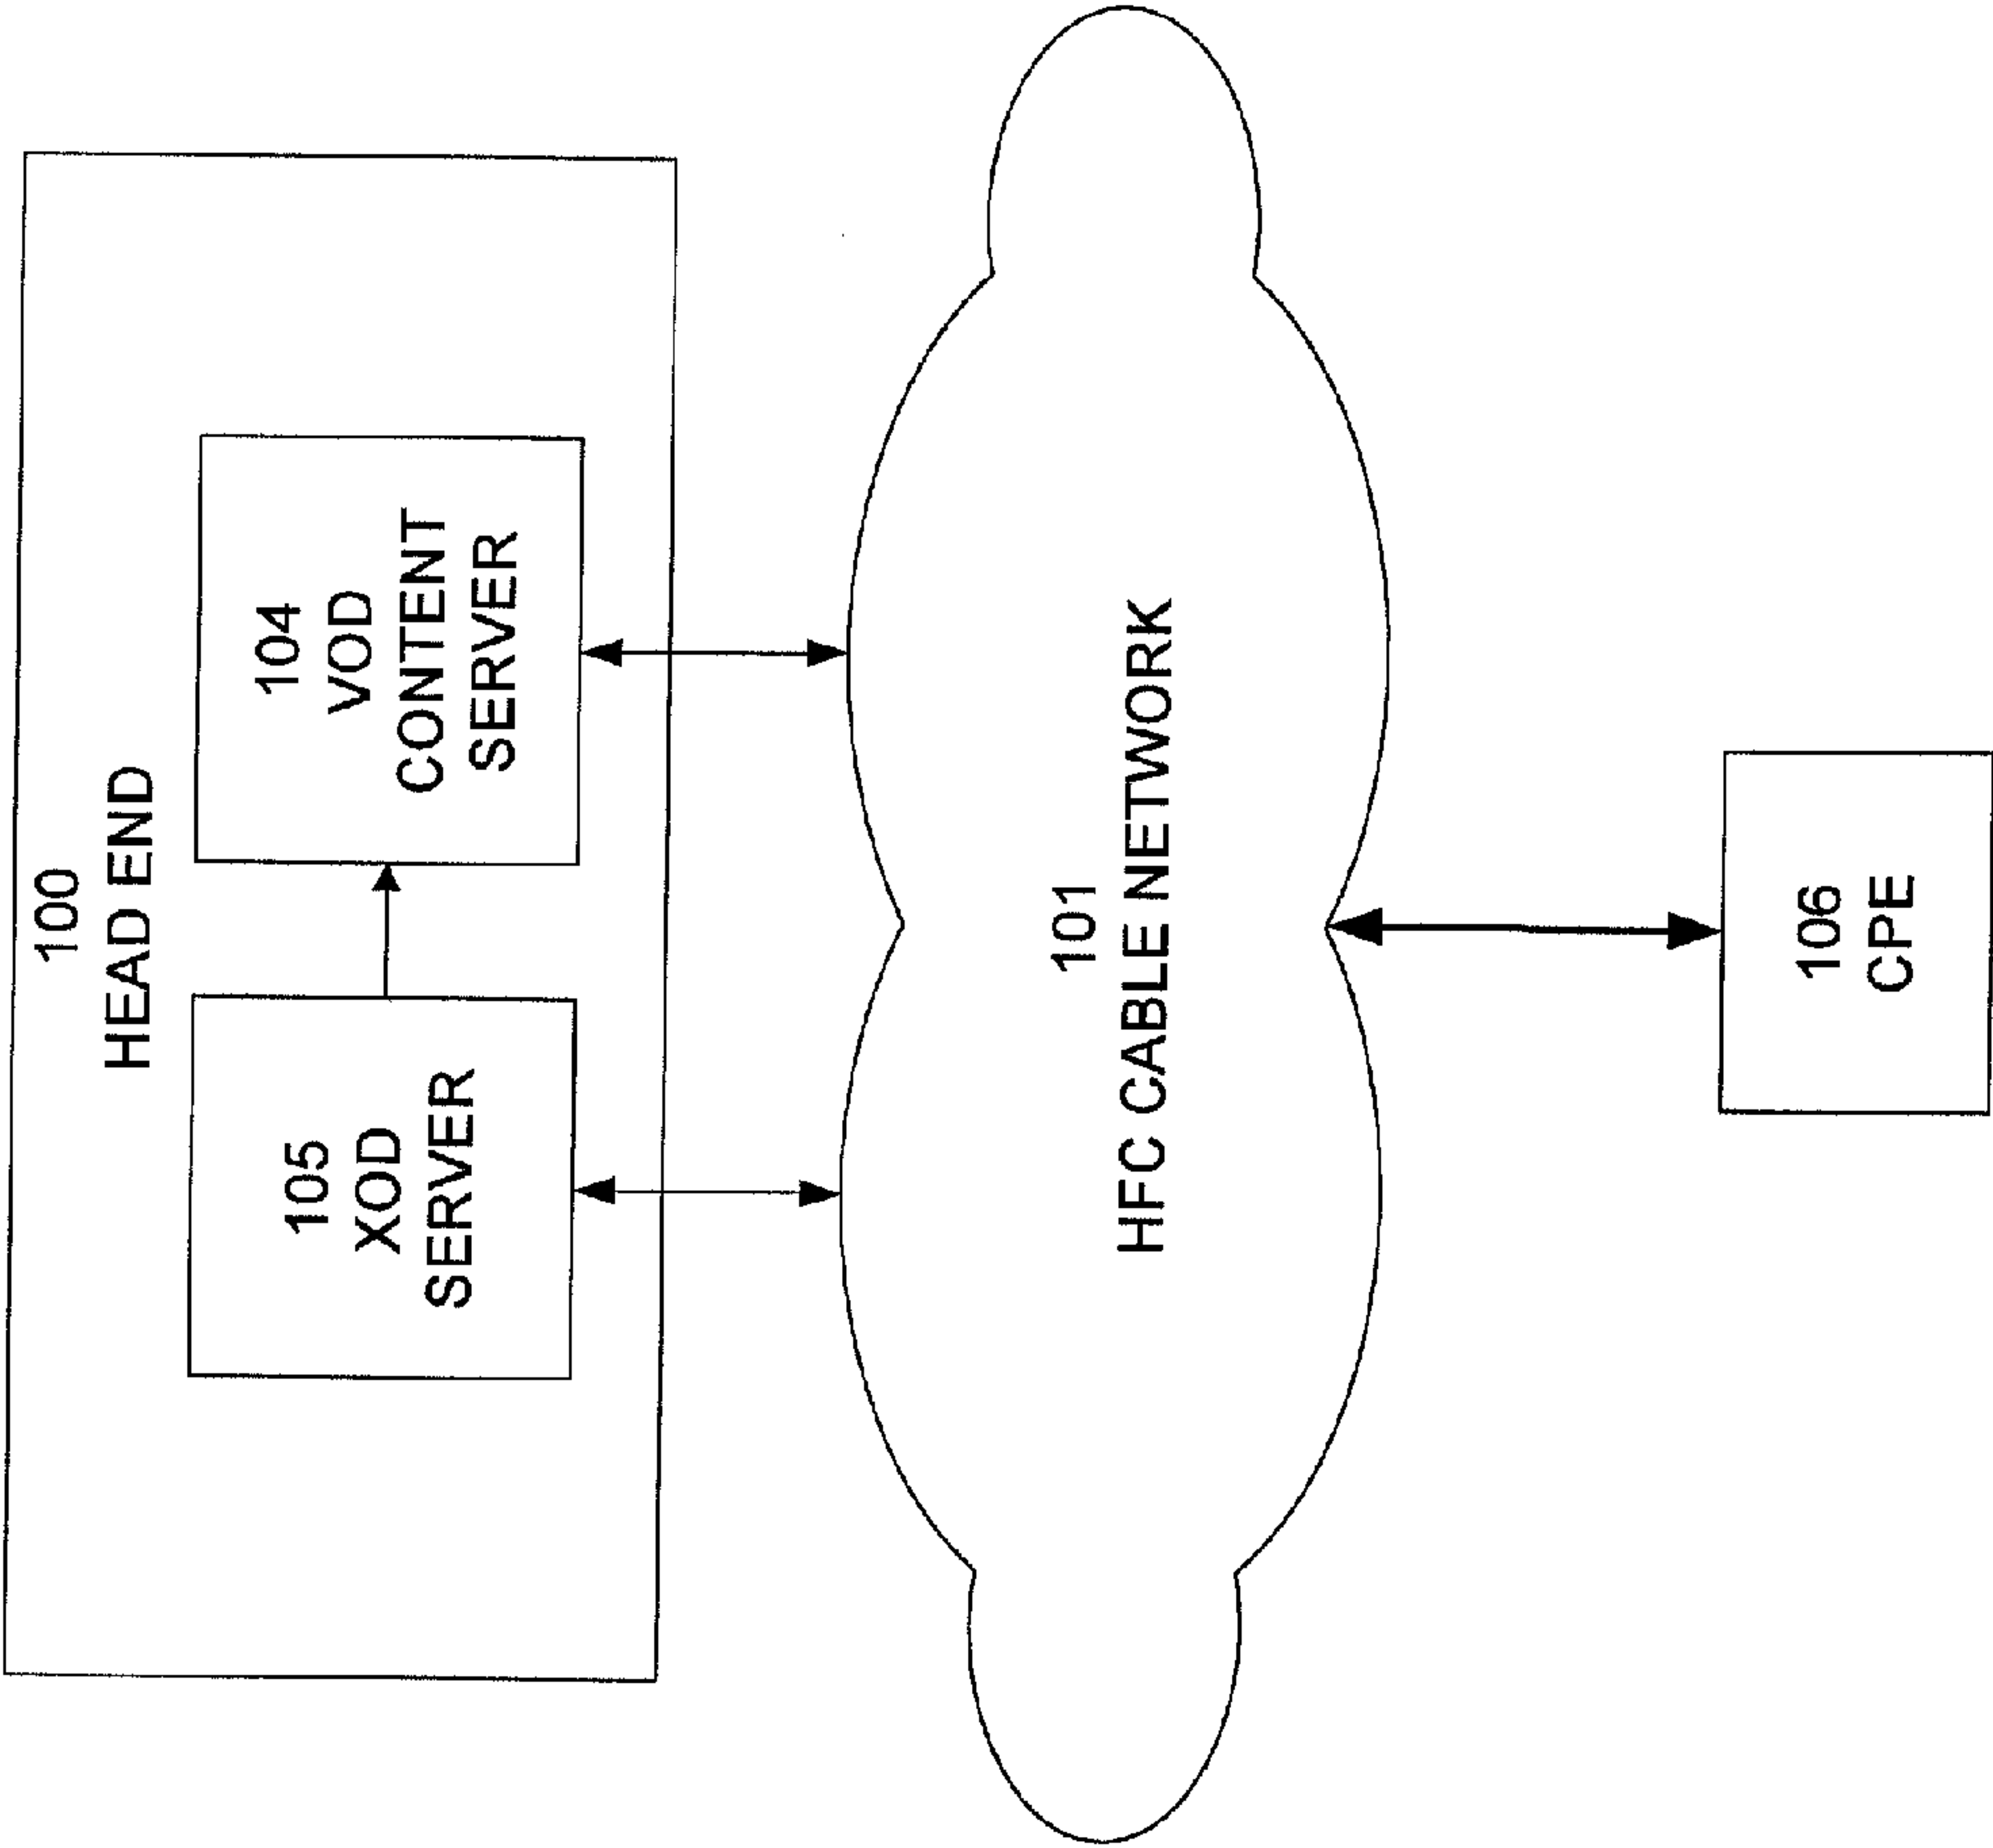 100
HEAD END
105
XOD
SERVER
104
VOD
CONTENT
SERVER
101
HFC CABLE NETWORK
106
CPE